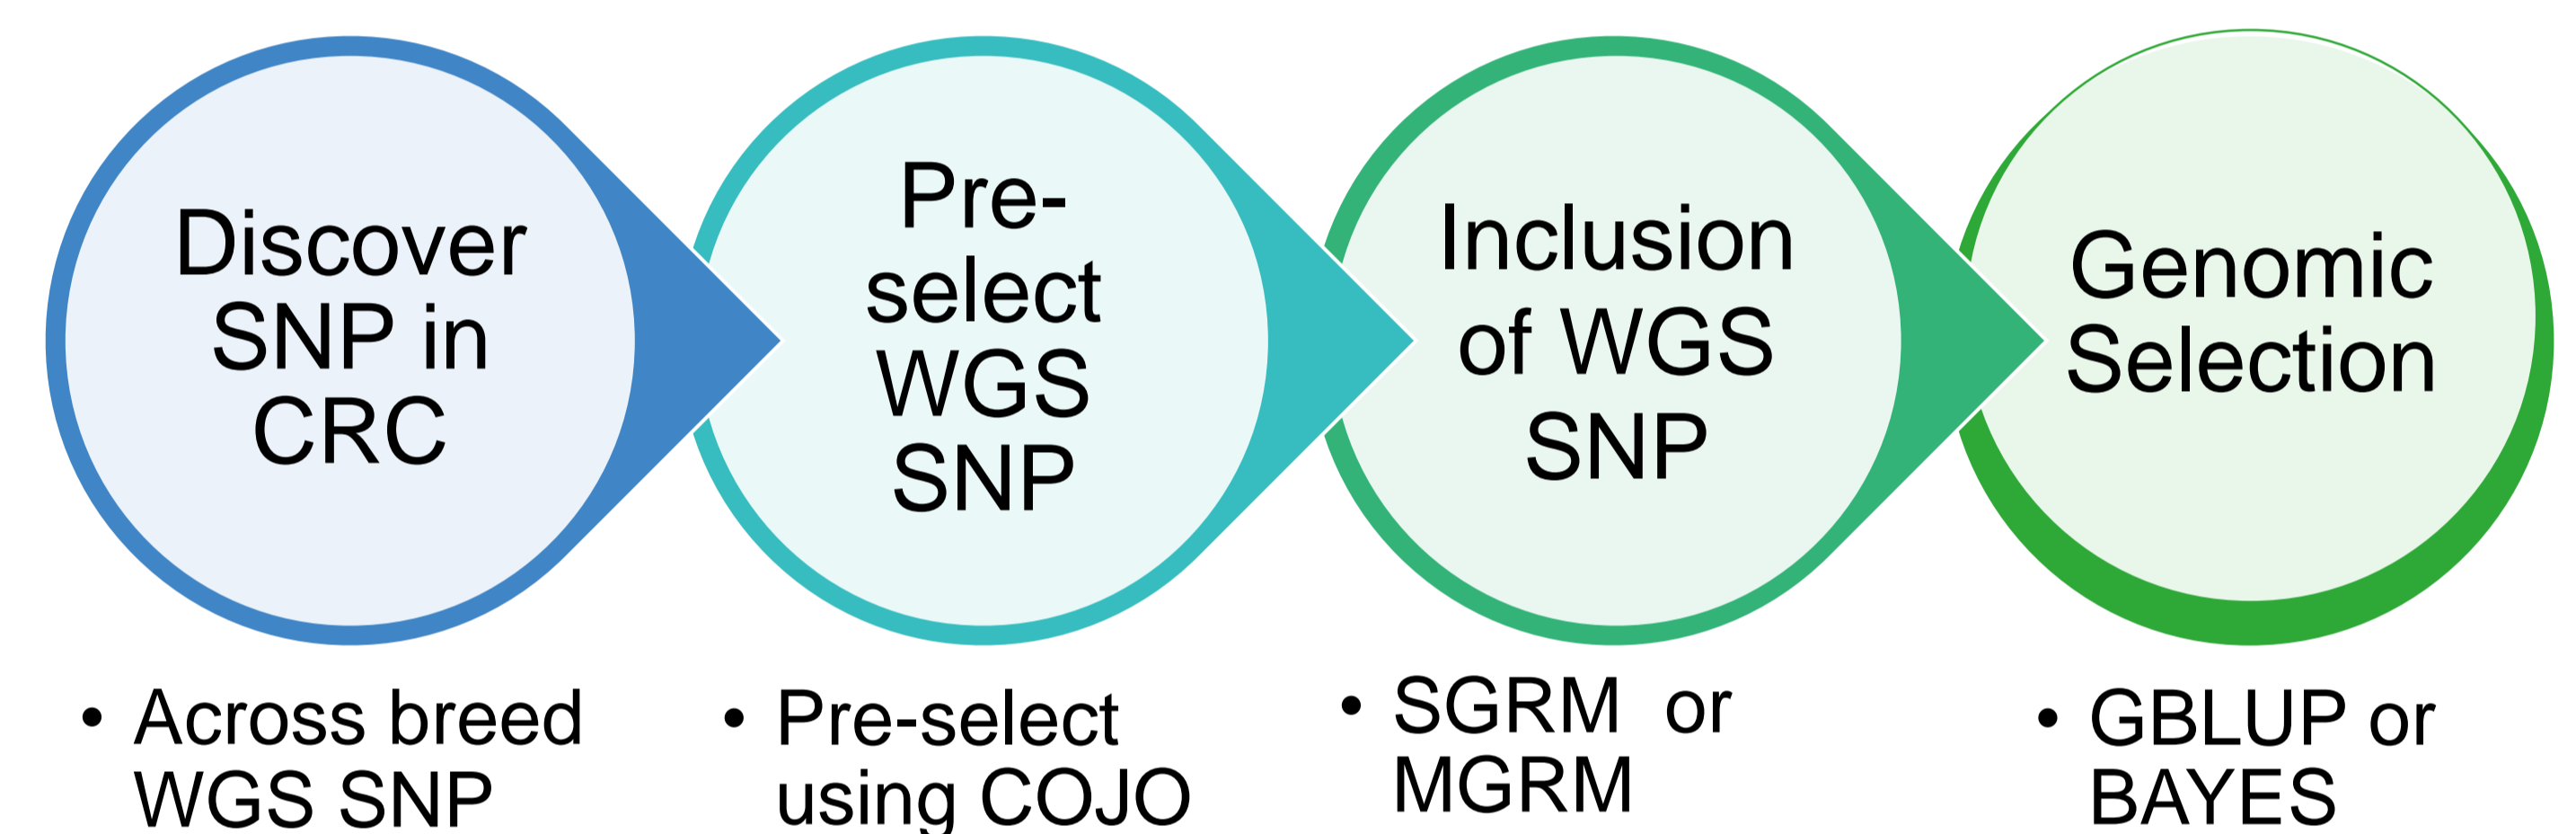 Discover
SNP in
CRC
Pre-
select
WGS
SNP
Inclusion
of WGS
SNP
Genomic
Selection
• Across breed
WGS SNP
• Pre-select
using COJO
• SGRM or
MGRM
• GBLUP or
BAYES